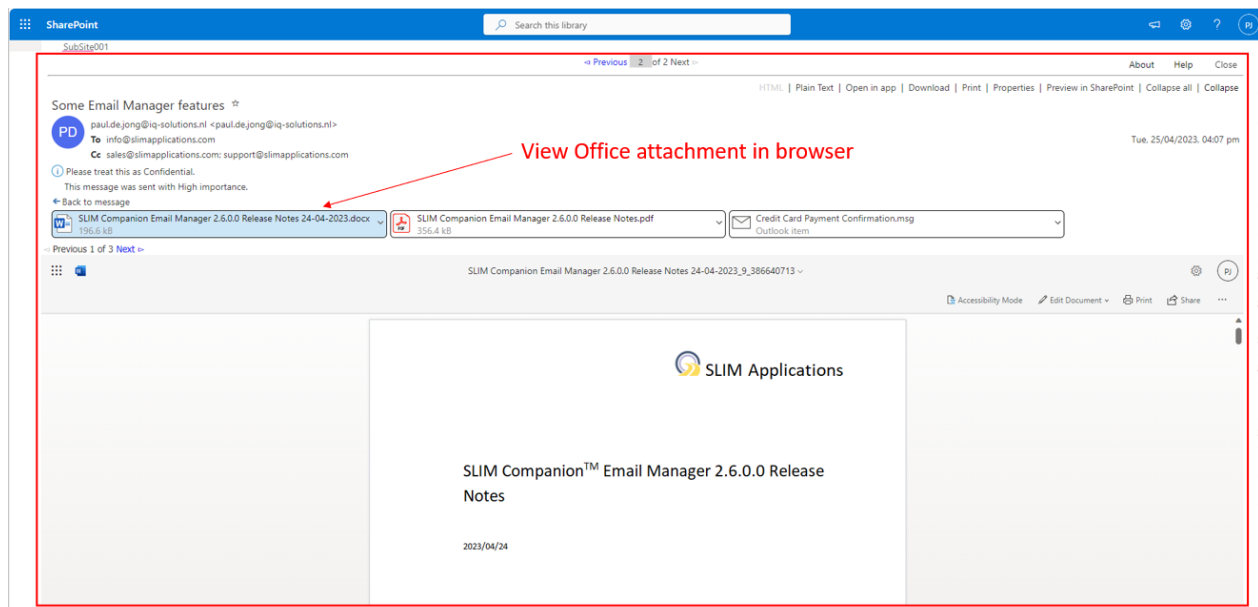 SharePoint
Search this library
?
PJ
SubSite001
Previous 2 of 2 Next
About Help Close
HTML | Plain Text | Open in app | Download | Print | Properties | Preview in SharePoint | Collapse all | Collapse
Some Email Manager features
PD
paul.de.jong@iq-solutions.nl <paul.de.jong@iq-solutions.nl>
To info@slimapplications.com
Tue. 25/04/2023. 04:07 pm
Cc sales@slimapplications.com; support@slimapplications.com
View Office attachment in browser
Please treat this as Confidential.
This message was sent with High importance.
Back to message
SLIM Companion Email Manager 2.6.0.0 Release Notes 24-04-2023.docx
196.6 kB
SLIM Companion Email Manager 2.6.0.0 Release Notes.pdf
356.4 kB
Credit Card Payment Confirmation.msg
Outlook item
Previous 1 of 3 Next
SLIM Companion Email Manager 2.6.0.0 Release Notes 24-04-2023_9_386640713
PJ
Accessibility Mode Edit Document Print Share ...
SLIM Applications
SLIM Companion™ Email Manager 2.6.0.0 Release
Notes
2023/04/24